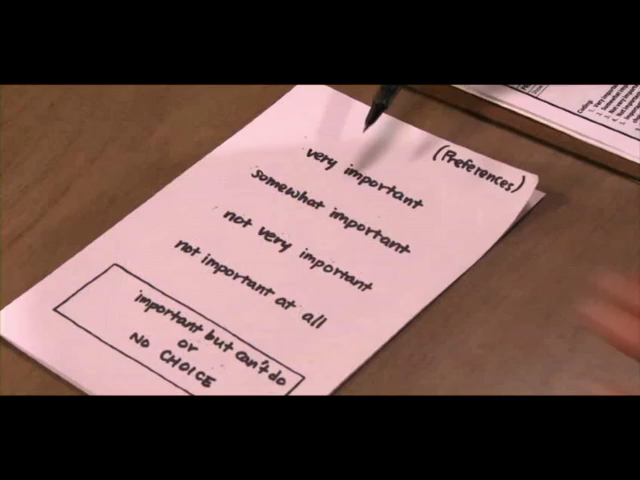 (Preferences)
very important
somewhat important
not very important
not important at all
important but can't do
or
NO CHOICE
Coding: